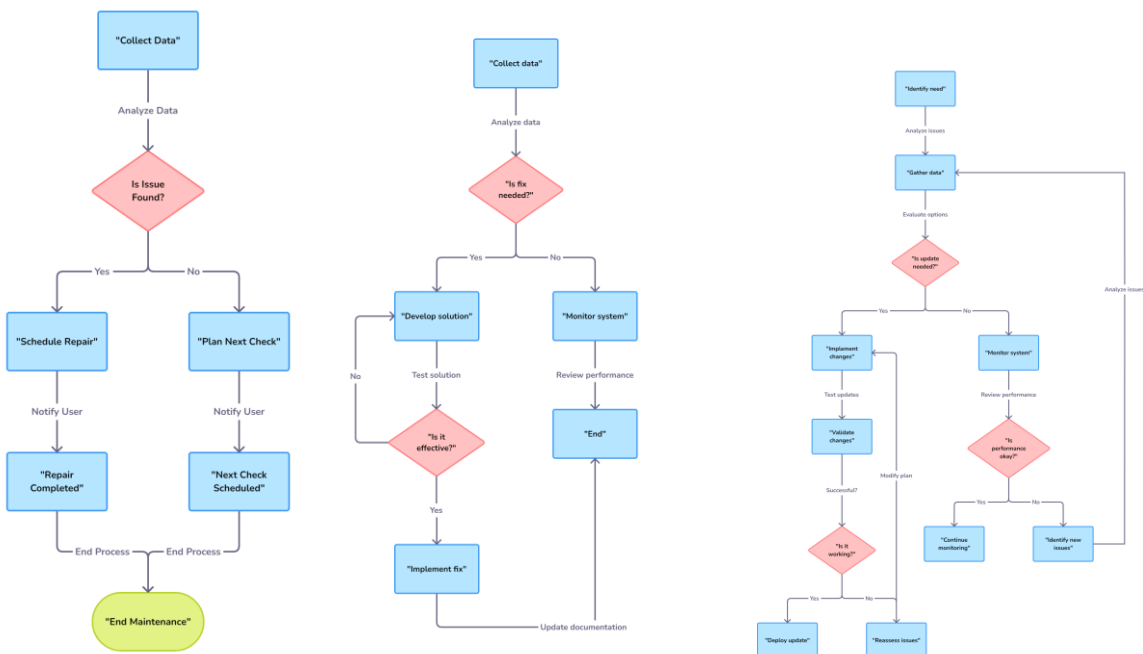 "Collect Data"
Analyze Data
Is Issue
Found?
Yes
No
"Schedule Repair"
"Plan Next Check"
Notify User
Notify User
"Repair
Completed"
"Next Check
Scheduled"
End Process
End Process
"End Maintenance"
"Collect data"
Analyze data
"Is fix
needed?"
Yes
No
"Develop solution"
"Monitor system"
No
Test solution
Review performance
"Is it
effective?"
"End"
Yes
"Implement fix"
Update documentation
"Identify need"
Analyze issues
"Gather data"
Evaluate options
"Is update
needed?"
Analyze issues
Yes
No
"Implement
changes"
"Monitor system"
Test updates
Review performance
"Validate
changes"
"Is
performance
okay?"
Modify plan
Successful?
Yes
No
"Continue
monitoring"
"Identify new
issues"
"Is it
working?"
Yes
No
"Deploy update"
"Reassess issues"